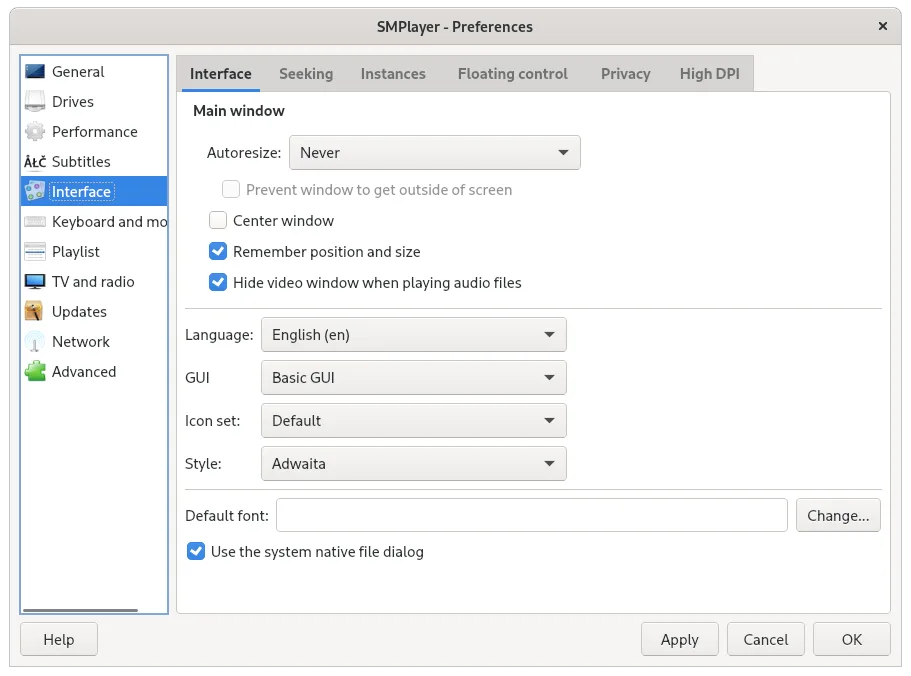 SMPlayer - Preferences
General
Drives
Performance
ÂŁĈ Subtitles
Interface
Keyboard and mo
Playlist
TV and radio
Updates
Network
Advanced
Interface Seeking Instances Floating control Privacy High DPI
Main window
Autoresize: Never
Prevent window to get outside of screen
Center window
Remember position and size
Hide video window when playing audio files
Language: English (en)
GUI Basic GUI
Icon set: Default
Style: Adwaita
Default font: Change...
Use the system native file dialog
Help Apply Cancel OK